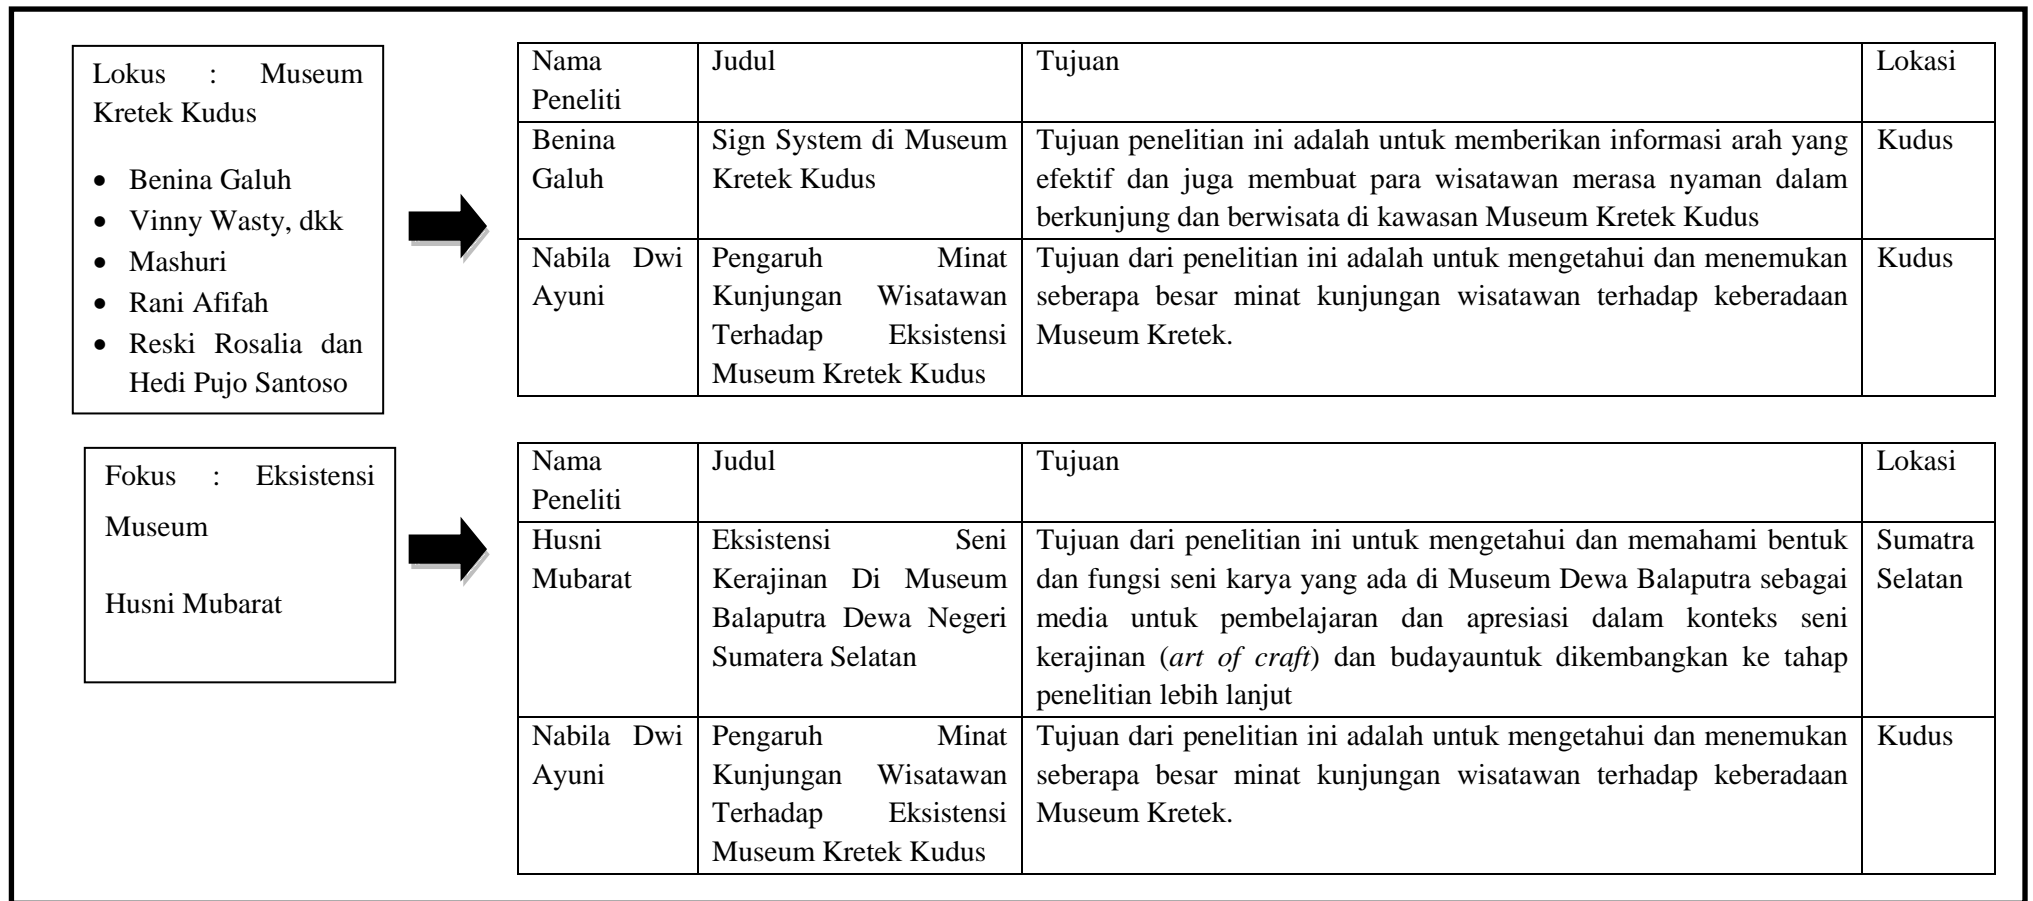 Lokus : Museum
Kretek Kudus
• Benina Galuh
• Vinny Wasty, dkk
• Mashuri
• Rani Afifah
• Reski Rosalia dan
Hedi Pujo Santoso
Nama
Peneliti
Judul
Tujuan
Lokasi
Benina
Galuh
Sign System di Museum
Kretek Kudus
Tujuan penelitian ini adalah untuk memberikan informasi arah yang
efektif dan juga membuat para wisatawan merasa nyaman dalam
berkunjung dan berwisata di kawasan Museum Kretek Kudus
Kudus
Nabila Dwi
Ayuni
Pengaruh Minat
Kunjungan Wisatawan
Terhadap Eksistensi
Museum Kretek Kudus
Tujuan dari penelitian ini adalah untuk mengetahui dan menemukan
seberapa besar minat kunjungan wisatawan terhadap keberadaan
Museum Kretek.
Kudus
Fokus : Eksistensi
Museum
Husni Mubarat
Nama
Peneliti
Judul
Tujuan
Lokasi
Husni
Mubarat
Eksistensi Seni
Kerajinan Di Museum
Balaputra Dewa Negeri
Sumatera Selatan
Tujuan dari penelitian ini untuk mengetahui dan memahami bentuk
dan fungsi seni karya yang ada di Museum Dewa Balaputra sebagai
media untuk pembelajaran dan apresiasi dalam konteks seni
kerajinan (art of craft) dan budayauntuk dikembangkan ke tahap
penelitian lebih lanjut
Sumatra
Selatan
Nabila Dwi
Ayuni
Pengaruh Minat
Kunjungan Wisatawan
Terhadap Eksistensi
Museum Kretek Kudus
Tujuan dari penelitian ini adalah untuk mengetahui dan menemukan
seberapa besar minat kunjungan wisatawan terhadap keberadaan
Museum Kretek.
Kudus